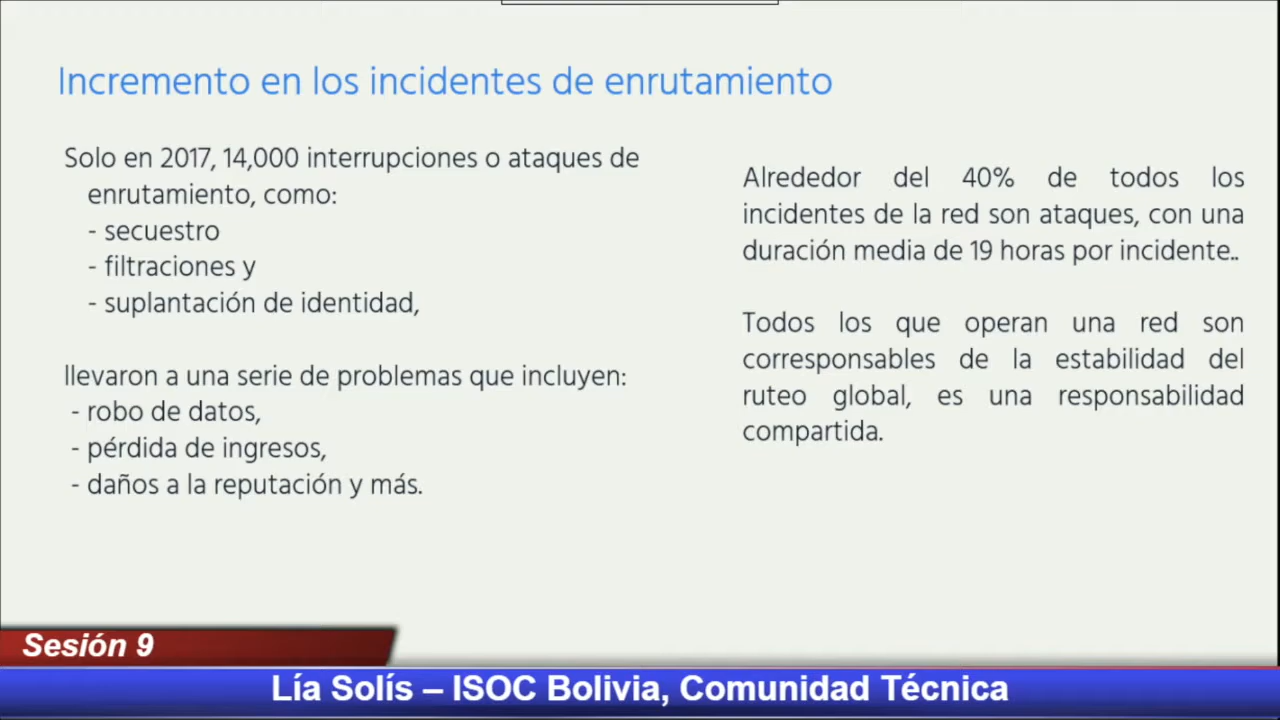 Incremento en los incidentes de enrutamiento
Solo en 2017, 14,000 interrupciones o ataques de
enrutamiento, como:
- secuestro
- filtraciones y
- suplantación de identidad,
llevaron a una serie de problemas que incluyen:
- robo de datos,
- pérdida de ingresos,
- daños a la reputación y más.
Alrededor del 40% de todos los
incidentes de la red son ataques, con una
duración media de 19 horas por incidente..
Todos los que operan una red son
corresponsables de la estabilidad del
ruteo global, es una responsabilidad
compartida.
Sesión 9
Lía Solís – ISOC Bolivia, Comunidad Técnica